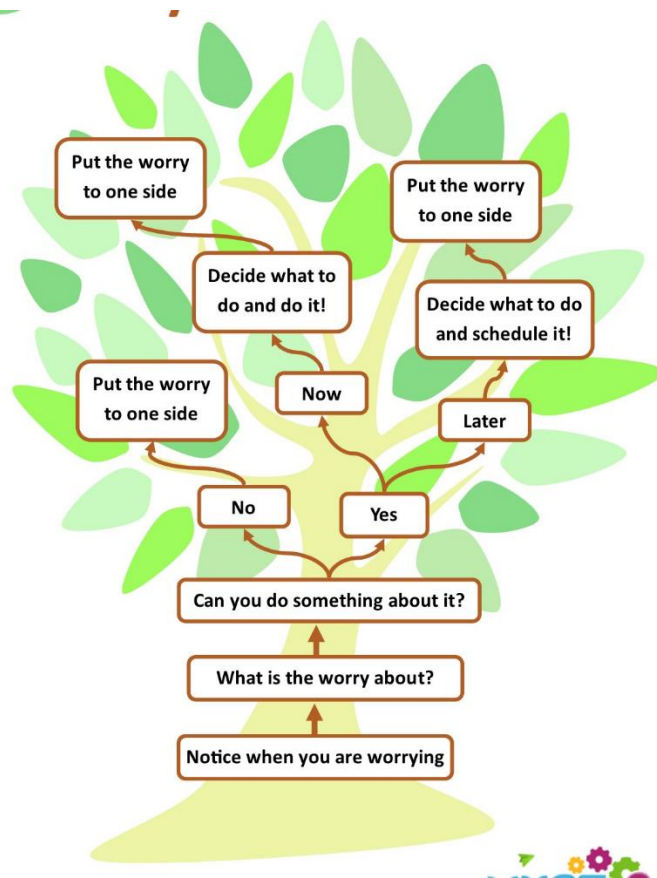 Put the worry
to one side
Put the worry
to one side
Decide what to
do and do it!
Decide what to do
and schedule it!
Put the worry
to one side
Now
Later
No
Yes
Can you do something about it?
What is the worry about?
Notice when you are worrying